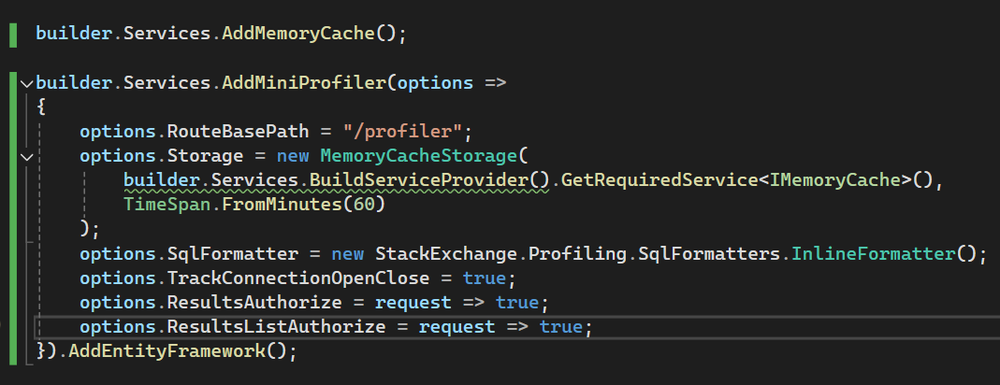 builder.Services.AddMemoryCache();
builder.Services.AddMiniProfiler(options =>
{
    options.RouteBasePath = "/profiler";
    options.Storage = new MemoryCacheStorage(
        builder.Services.BuildServiceProvider().GetRequiredService<IMemoryCache>(),
        TimeSpan.FromMinutes(60)
    );
    options.SqlFormatter = new StackExchange.Profiling.SqlFormatters.InlineFormatter();
    options.TrackConnectionOpenClose = true;
    options.ResultsAuthorize = request => true;
    options.ResultsListAuthorize = request => true;
}).AddEntityFramework();